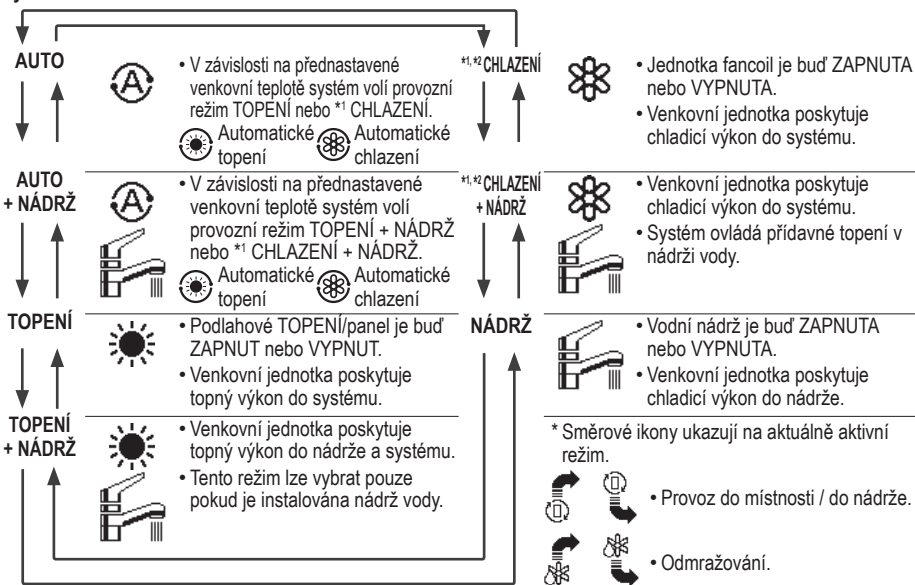 AUTO
• V závislosti na přednastavené
venkovní teplotě systém volí provozní
režim TOPENÍ nebo *1 CHLAZENÍ.
Automatické
topení
Automatické
chlazení
AUTO
+ NÁDRŽ
• V závislosti na přednastavené
venkovní teplotě systém volí
provozní režim TOPENÍ + NÁDRŽ
nebo *1 CHLAZENÍ + NÁDRŽ.
Automatické
topení
Automatické
chlazení
TOPENÍ
• Podlahové TOPENÍ/panel je buď
ZAPNUT nebo VYPNUT.
• Venkovní jednotka poskytuje
topný výkon do systému.
TOPENÍ
+ NÁDRŽ
• Venkovní jednotka poskytuje
topný výkon do nádrže a systému.
• Tento režim lze vybrat pouze
pokud je instalována nádrž vody.
*1, *2 CHLAZENÍ
• Jednotka fancoil je buď ZAPNUTA
nebo VYPNUTA.
• Venkovní jednotka poskytuje
chladicí výkon do systému.
*1, *2 CHLAZENÍ
+ NÁDRŽ
• Venkovní jednotka poskytuje
chladicí výkon do systému.
• Systém ovládá přídavné topení v
nádrži vody.
NÁDRŽ
• Vodní nádrž je buď ZAPNUTA
nebo VYPNUTA.
• Venkovní jednotka poskytuje
chladicí výkon do nádrže.
* Směrové ikony ukazují na aktuálně aktivní
režim.
• Provoz do místnosti / do nádrže.
• Odmražování.